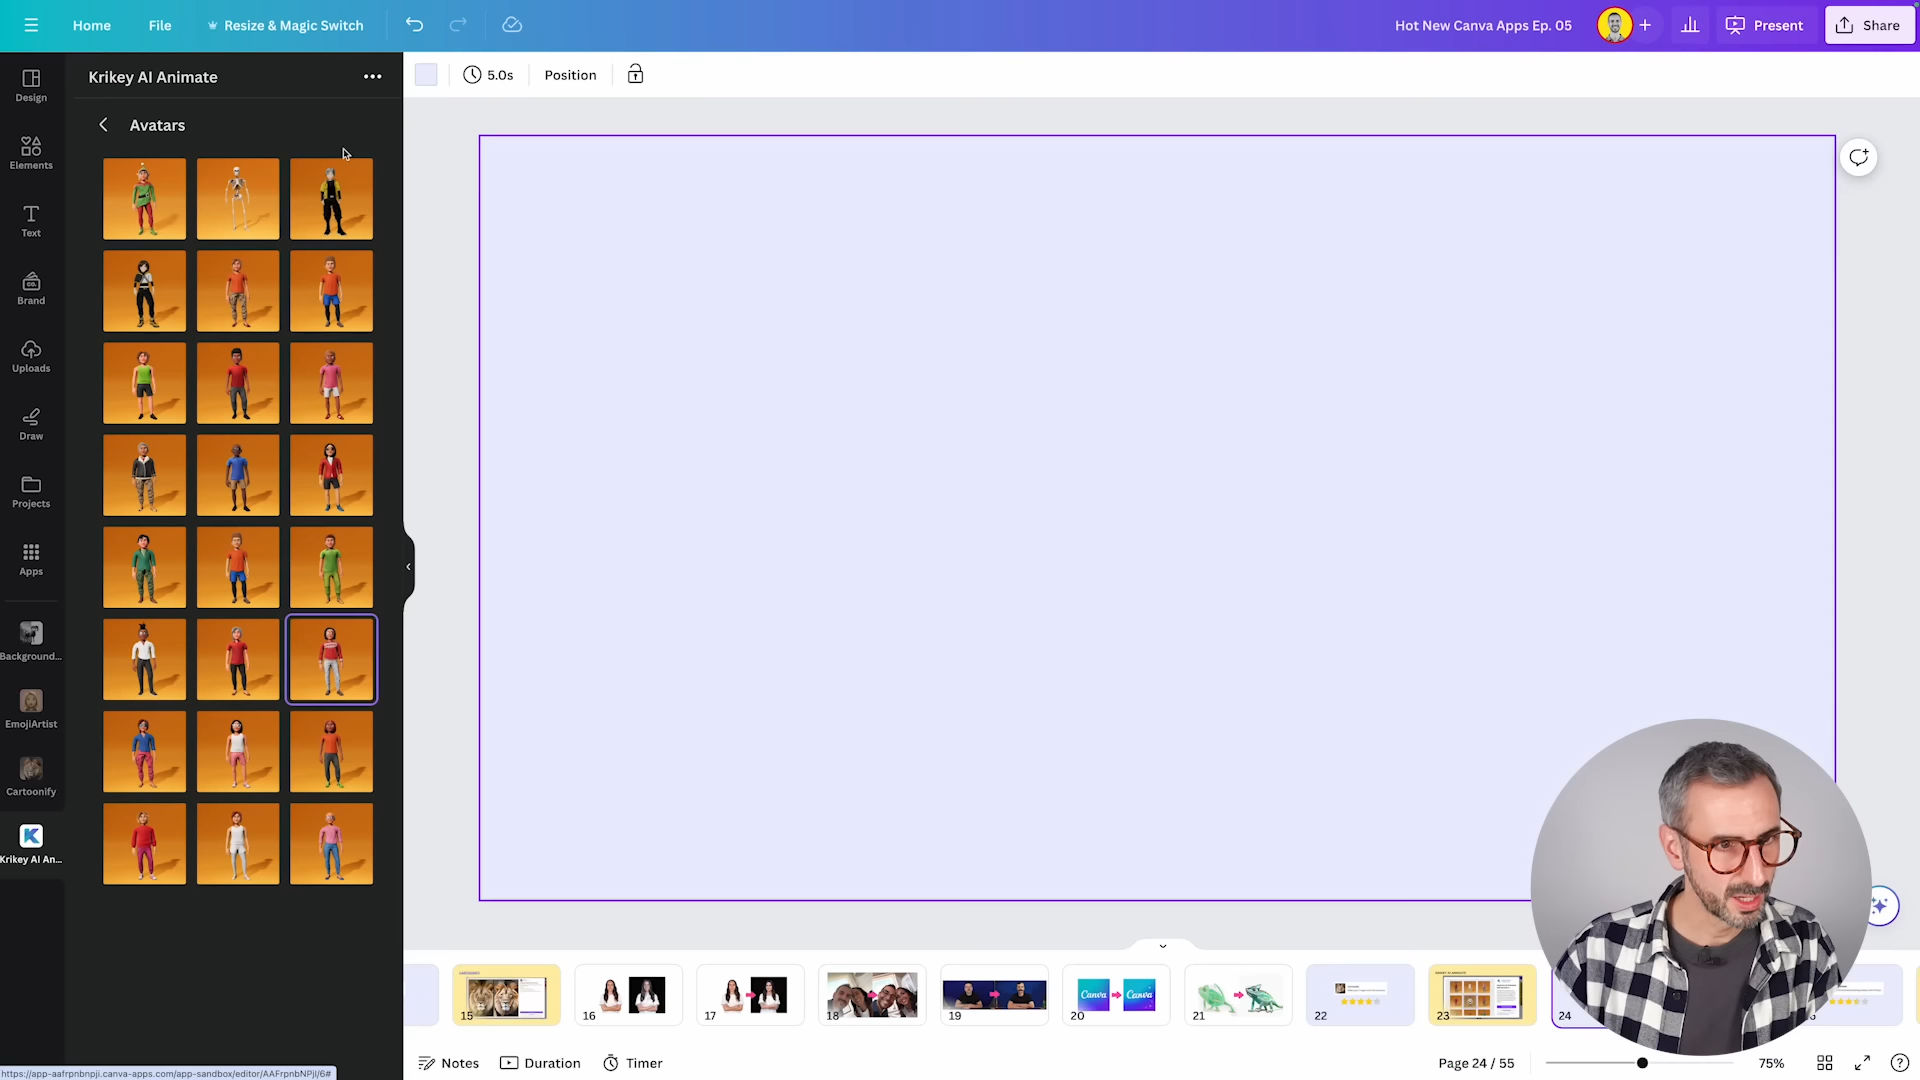 Home
File
Resize & Magic Switch
Hot New Canva Apps Ep. 05
Present
Share
Design
Elements
Text
Brand
Uploads
Draw
Projects
Apps
Background...
EmojiArtist
Cartoonify
Krikey AI An...
Krikey AI Animate
Avatars
5.0s
Position
15
16
17
18
19
Canva
Canva
20
21
22
23
24
Notes
Duration
Timer
Page 24 / 55
75%
https://app-aafrpnbnpji.canva-apps.com/app-sandbox/editor/AAFrpnbNPjI/6#